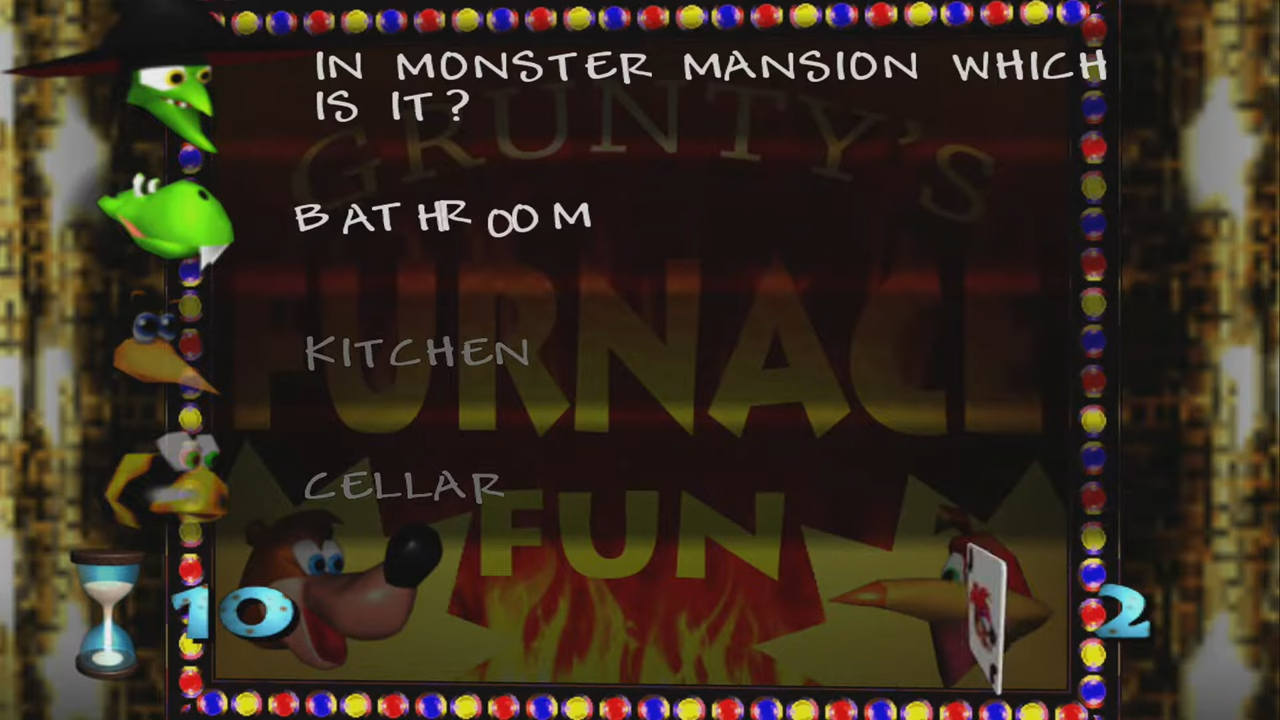 IN MONSTER MANSION WHICH
IS IT?
GRUNTY'S
BATHROOM
FURNACE
KITCHEN
CELLAR
FUN
10
2